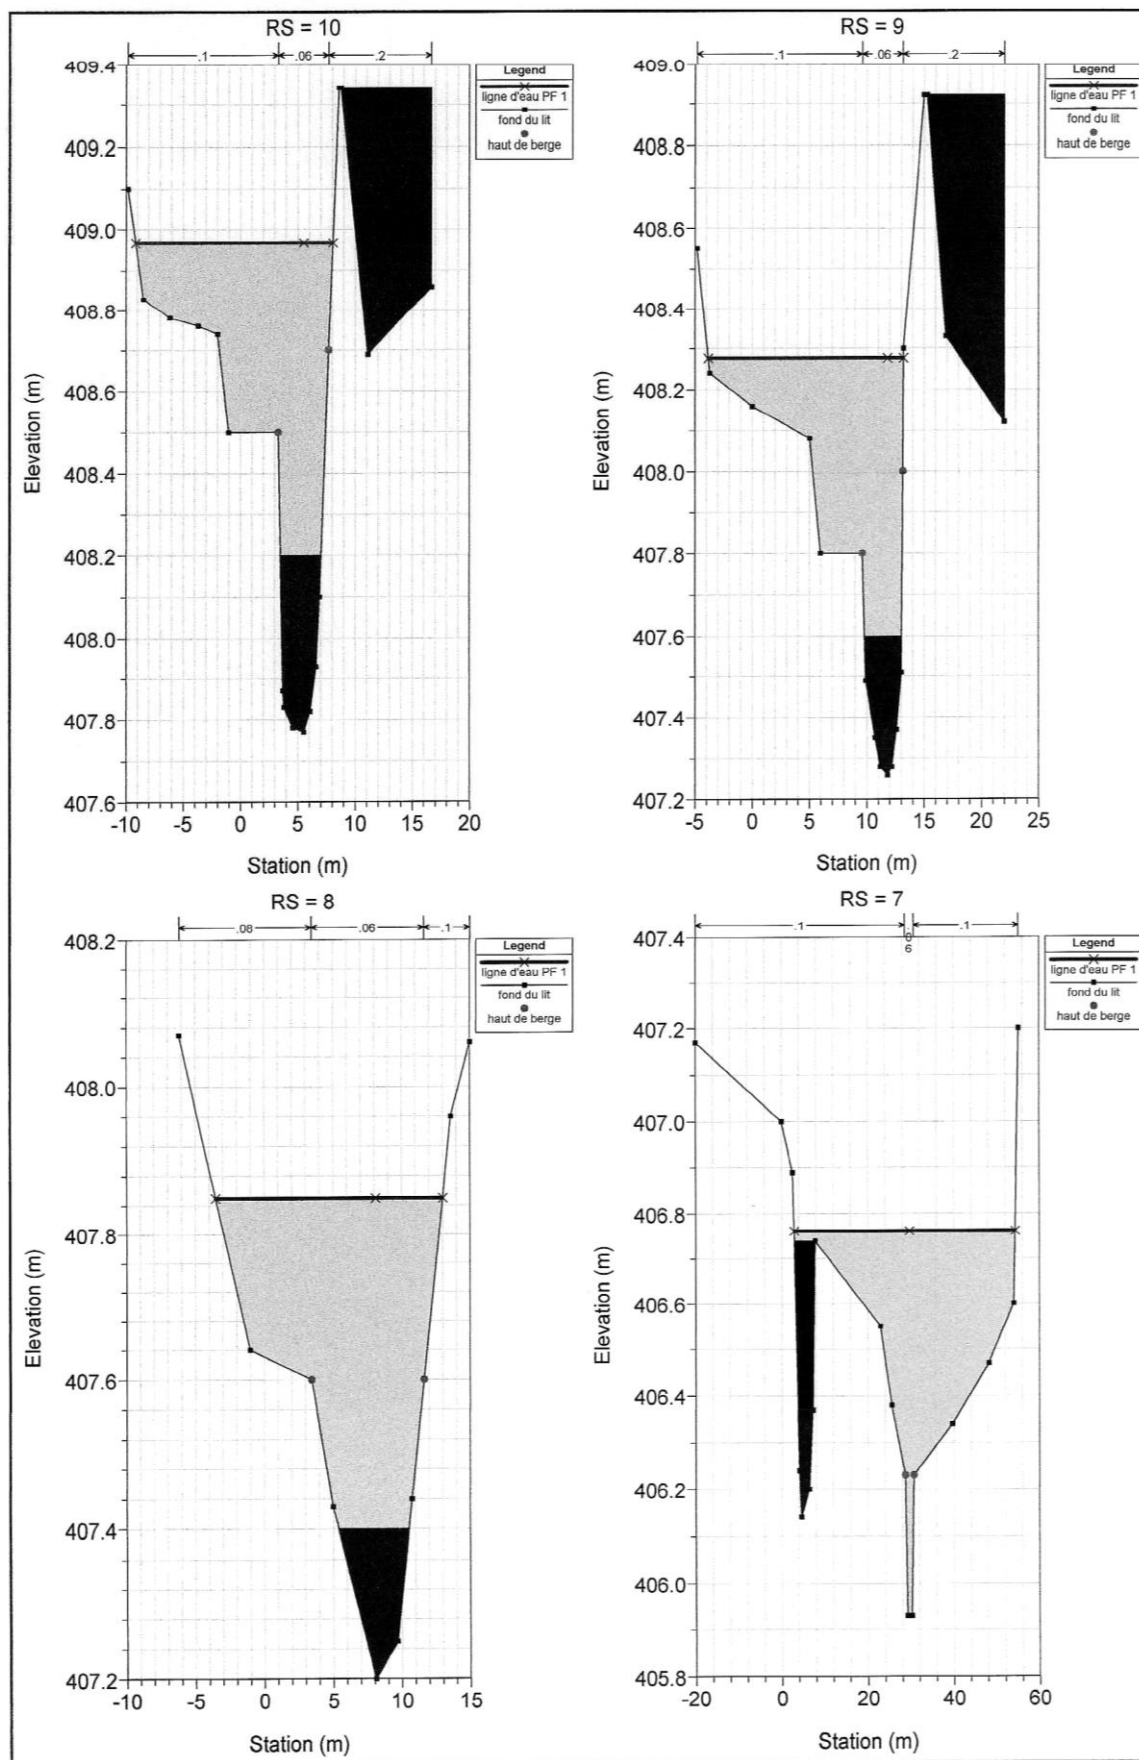 RS = 10
.1
.06
.2
409.4
409.2
409.0
408.8
408.6
408.4
408.2
408.0
407.8
407.6
-10
-5
0
5
10
15
20
Elevation (m)
Station (m)
Legend
ligne d'eau PF 1
fond du lit
haut de berge
RS = 9
.1
.06
.2
409.0
408.8
408.6
408.4
408.2
408.0
407.8
407.6
407.4
407.2
-5
0
5
10
15
20
25
Elevation (m)
Station (m)
Legend
ligne d'eau PF 1
fond du lit
haut de berge
RS = 8
.08
.06
.1
408.2
408.0
407.8
407.6
407.4
407.2
-10
-5
0
5
10
15
Elevation (m)
Station (m)
Legend
ligne d'eau PF 1
fond du lit
haut de berge
RS = 7
.1
.
0
6
.1
407.4
407.2
407.0
406.8
406.6
406.4
406.2
406.0
405.8
-20
0
20
40
60
Elevation (m)
Station (m)
Legend
ligne d'eau PF 1
fond du lit
haut de berge